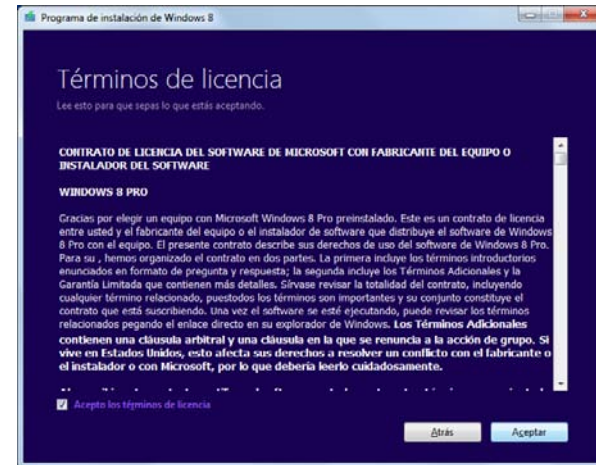 Programa de instalación de Windows 8
Términos de licencia
Lee esto para que sepas lo que estás aceptando.
CONTRATO DE LICENCIA DEL SOFTWARE DE MICROSOFT CON FABRICANTE DEL EQUIPO O
INSTALADOR DEL SOFTWARE
WINDOWS 8 PRO
Gracias por elegir un equipo con Microsoft Windows 8 Pro preinstalado. Este es un contrato de licencia
entre usted y el fabricante del equipo o el instalador de software que distribuye el software de Windows
8 Pro con el equipo. El presente contrato describe sus derechos de uso del software de Windows 8 Pro.
Para su , hemos organizado el contrato en dos partes. La primera incluye los términos introductorios
enunciados en formato de pregunta y respuesta; la segunda incluye los Términos Adicionales y la
Garantía Limitada que contienen más detalles. Sírvase revisar la totalidad del contrato, incluyendo
cualquier término relacionado, puestodos los términos son importantes y su conjunto constituye el
contrato que está suscribiendo. Una vez el software se esté ejecutando, puede revisar los términos
relacionados pegando el enlace directo en su explorador de Windows. Los Términos Adicionales
contienen una cláusula arbitral y una cláusula en la que se renuncia a la acción de grupo. Si
vive en Estados Unidos, esto afecta sus derechos a resolver un conflicto con el fabricante o
el instalador o con Microsoft, por lo que debería leerlo cuidadosamente.
Acepto los términos de licencia
Atrás
Aceptar